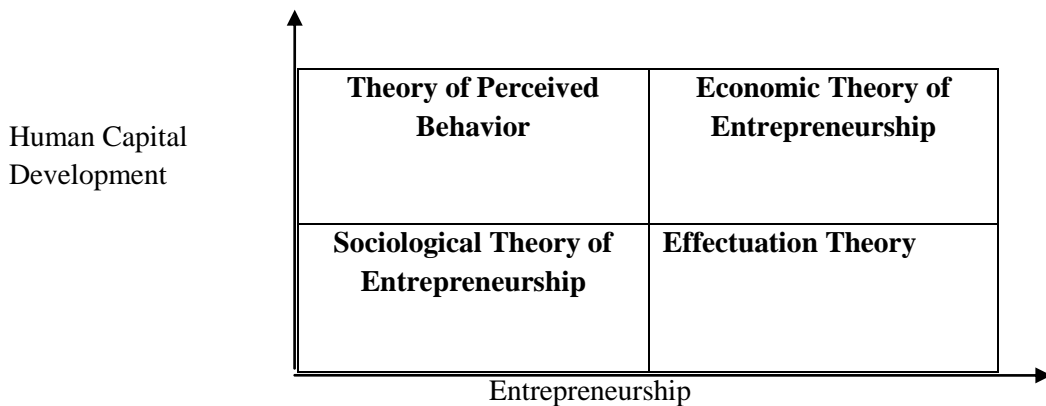 Human Capital
Development
Theory of Perceived
Behavior
Economic Theory of
Entrepreneurship
Sociological Theory of
Entrepreneurship
Effectuation Theory
Entrepreneurship